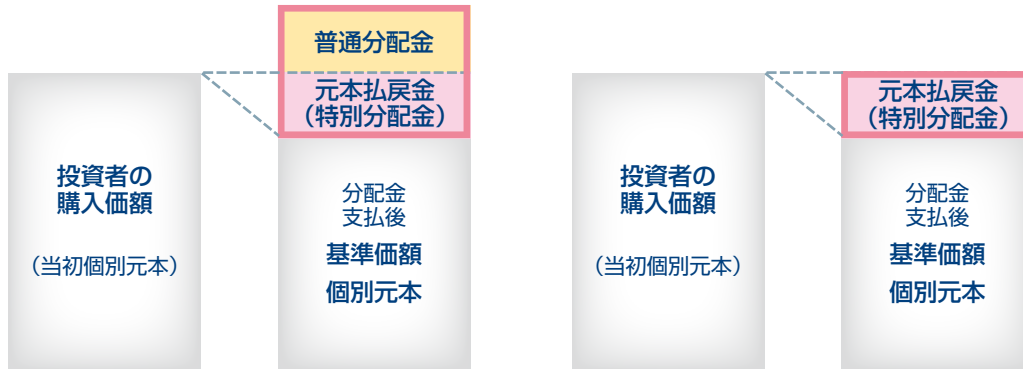 普通分配金
元本払戻金
（特別分配金）
投資者の
購入価額
（当初個別元本）
分配金
支払後
基準価額
個別元本
元本払戻金
（特別分配金）
投資者の
購入価額
（当初個別元本）
分配金
支払後
基準価額
個別元本